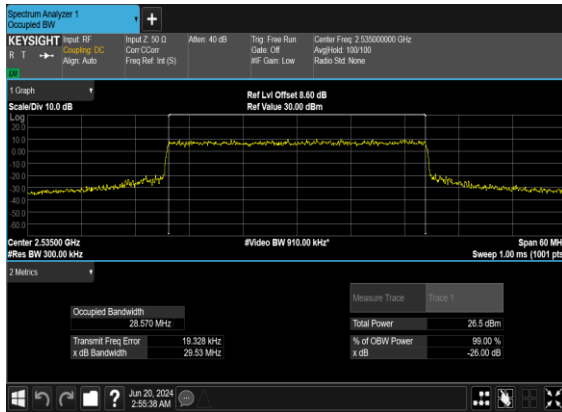 Spectrum Analyzer 1
Occupied BW
KEYSIGHT
R T
Input: RF
Coupling: DC
Align: Auto
Input Z: 50 Ω
Corr CCorr
Freq Ref: Int (S)
Atten: 40 dB
Trig: Free Run
Gate: Off
#IF Gain: Low
Center Freq: 2.535000000 GHz
Avg|Hold: 100/100
Radio Std: None
1 Graph
Scale/Div 10.0 dB
Ref Lvl Offset 8.60 dB
Ref Value 30.00 dBm
Log
20.0
10.0
0.00
-10.0
-20.0
-30.0
-40.0
-50.0
-60.0
Center 2.53500 GHz
#Res BW 300.00 kHz
#Video BW 910.00 kHz*
Span 60 MH
Sweep 1.00 ms (1001 pts
2 Metrics
Measure Trace Trace 1
Occupied Bandwidth
28.570 MHz
Total Power 26.5 dBm
Transmit Freq Error 19.328 kHz
% of OBW Power 99.00 %
x dB Bandwidth 29.53 MHz
x dB -26.00 dB
?
Jun 20, 2024
2:55:38 AM